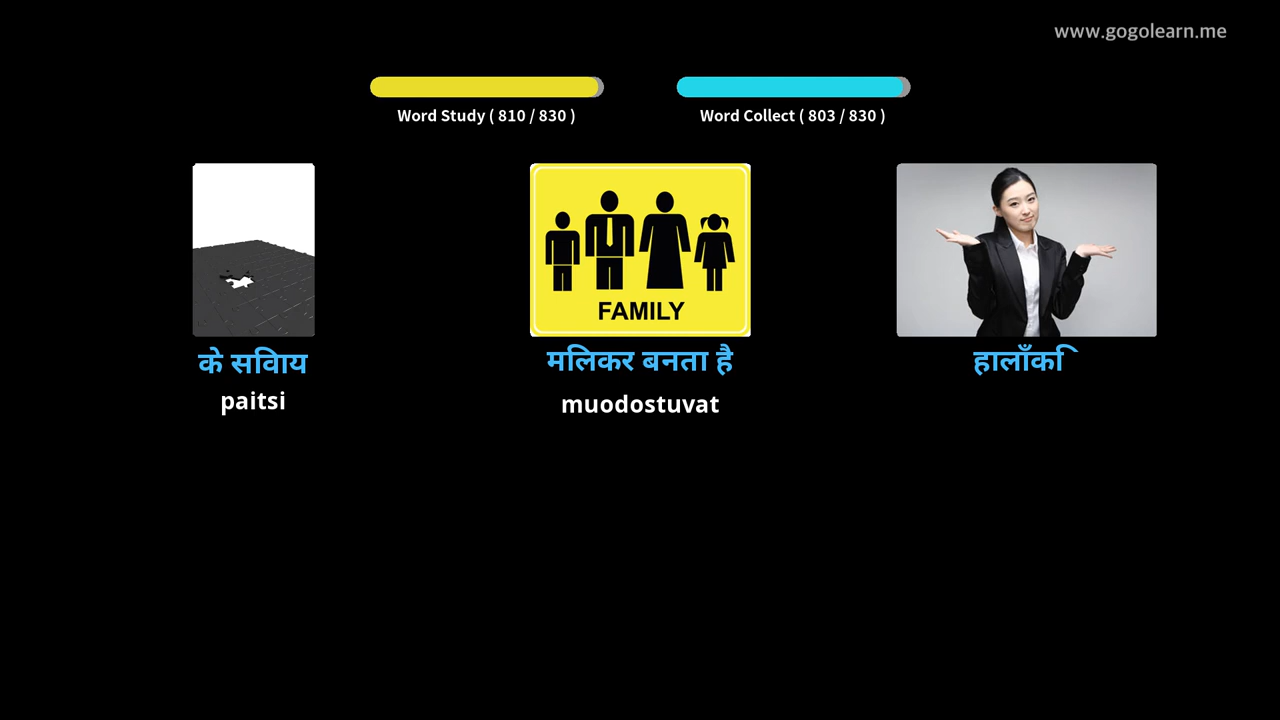 www.gogolearn.me
Word Study ( 810 / 830 )
Word Collect ( 803 / 830 )
FAMILY
के सिवाय
paitsi
मिलकर बनता है
muodostuvat
हालाँकि